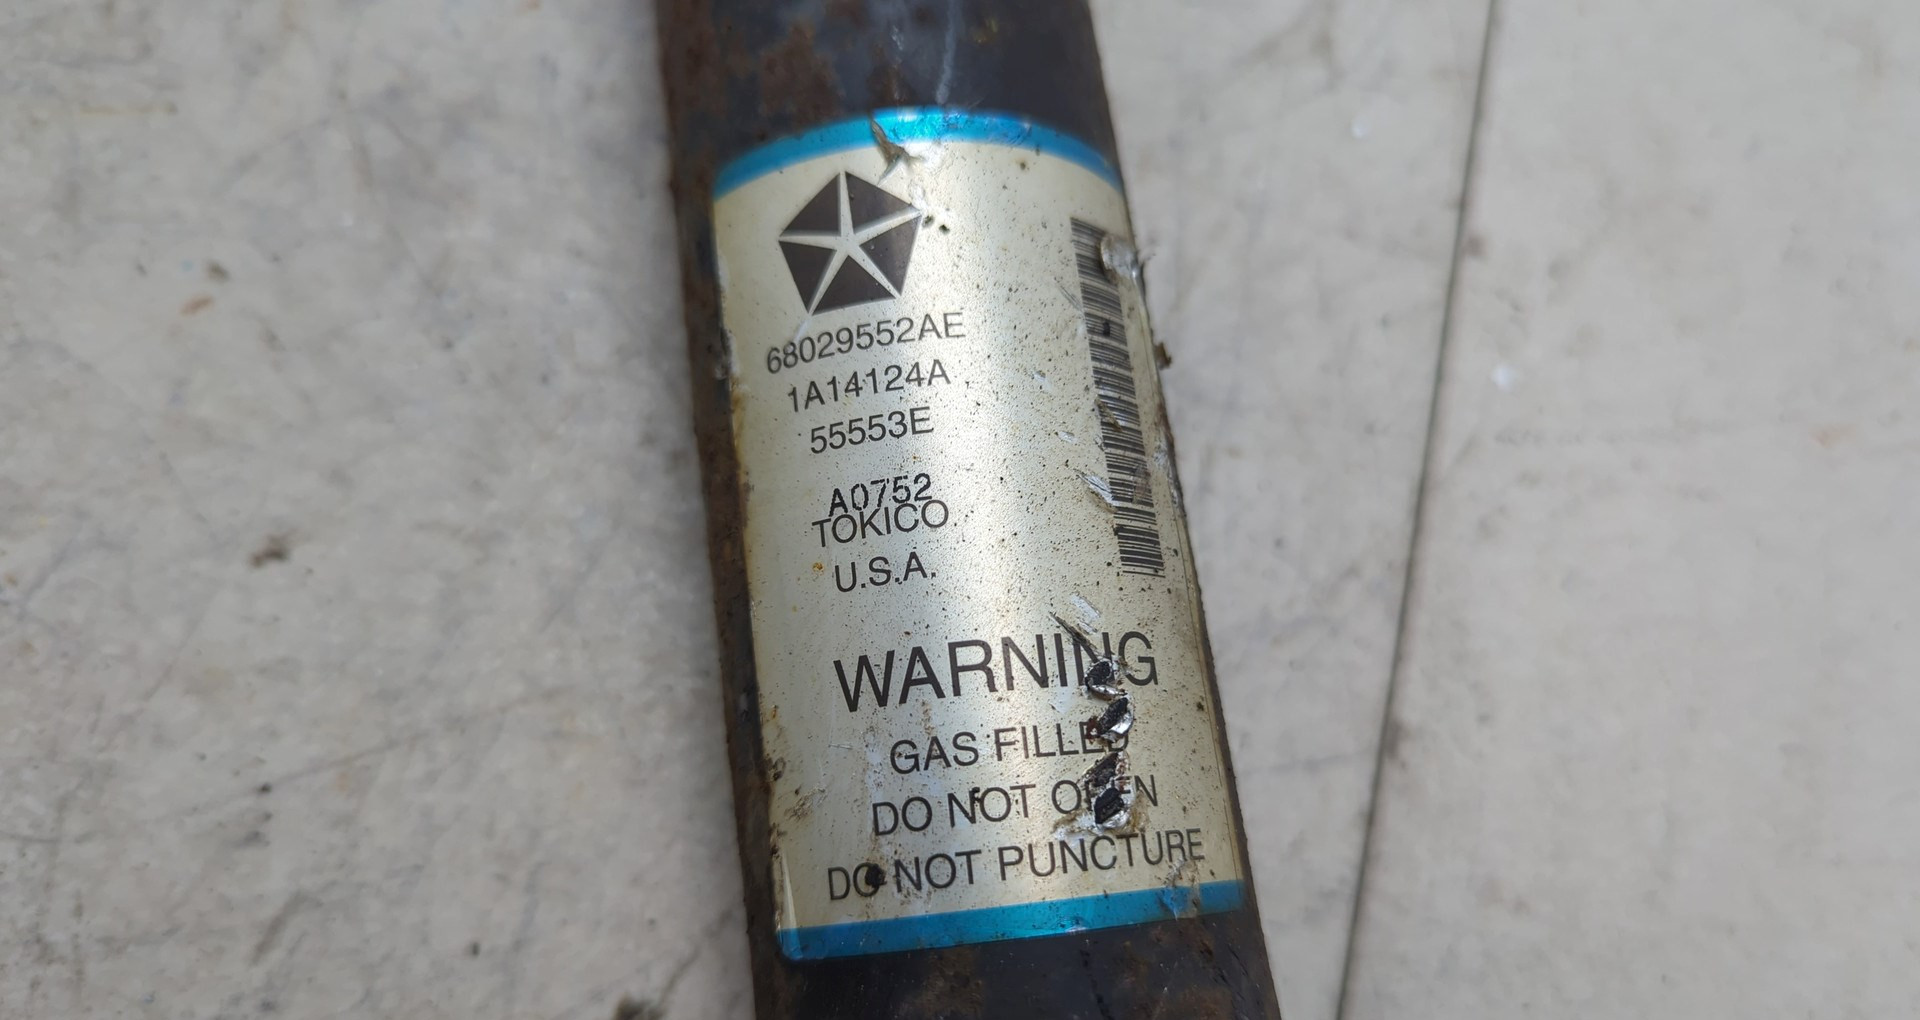 68029552AE
1A14124A
55553E
A0752
TOKICO
U.S.A.
WARNING
GAS FILLED
DO NOT OPEN
DO NOT PUNCTURE